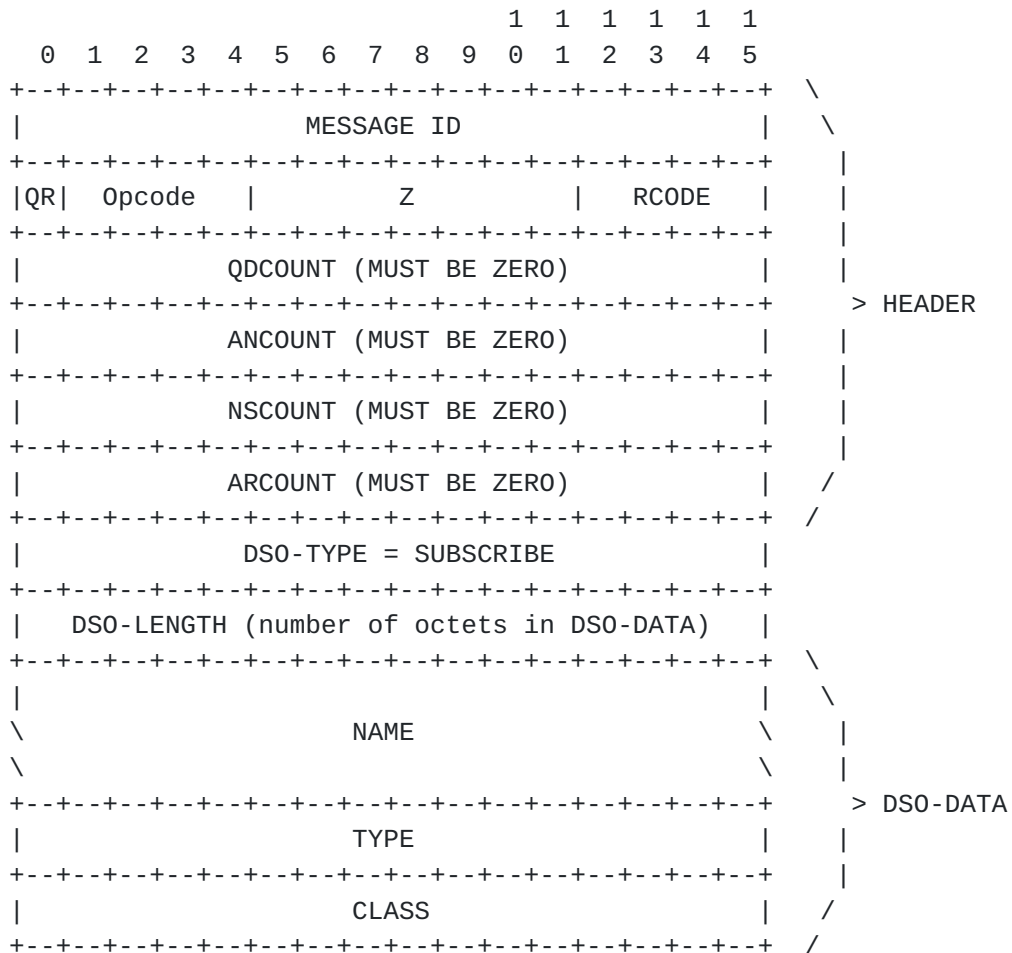 1  1  1  1  1  1
  0  1  2  3  4  5  6  7  8  9  0  1  2  3  4  5
+--+--+--+--+--+--+--+--+--+--+--+--+--+--+--+--+  \
|                  MESSAGE ID                   |   \
+--+--+--+--+--+--+--+--+--+--+--+--+--+--+--+--+    |
|QR|  Opcode   |         Z          |   RCODE   |    |
+--+--+--+--+--+--+--+--+--+--+--+--+--+--+--+--+    |
|             QDCOUNT (MUST BE ZERO)            |    |
+--+--+--+--+--+--+--+--+--+--+--+--+--+--+--+--+     > HEADER
|             ANCOUNT (MUST BE ZERO)            |    |
+--+--+--+--+--+--+--+--+--+--+--+--+--+--+--+--+    |
|             NSCOUNT (MUST BE ZERO)            |    |
+--+--+--+--+--+--+--+--+--+--+--+--+--+--+--+--+    |
|             ARCOUNT (MUST BE ZERO)            |   /
+--+--+--+--+--+--+--+--+--+--+--+--+--+--+--+--+  /
|              DSO-TYPE = SUBSCRIBE             |
+--+--+--+--+--+--+--+--+--+--+--+--+--+--+--+--+
|   DSO-LENGTH (number of octets in DSO-DATA)   |
+--+--+--+--+--+--+--+--+--+--+--+--+--+--+--+--+  \
|                                               |   \
\                     NAME                      \    |
\                                               \    |
+--+--+--+--+--+--+--+--+--+--+--+--+--+--+--+--+     > DSO-DATA
|                     TYPE                      |    |
+--+--+--+--+--+--+--+--+--+--+--+--+--+--+--+--+    |
|                     CLASS                     |   /
+--+--+--+--+--+--+--+--+--+--+--+--+--+--+--+--+  /